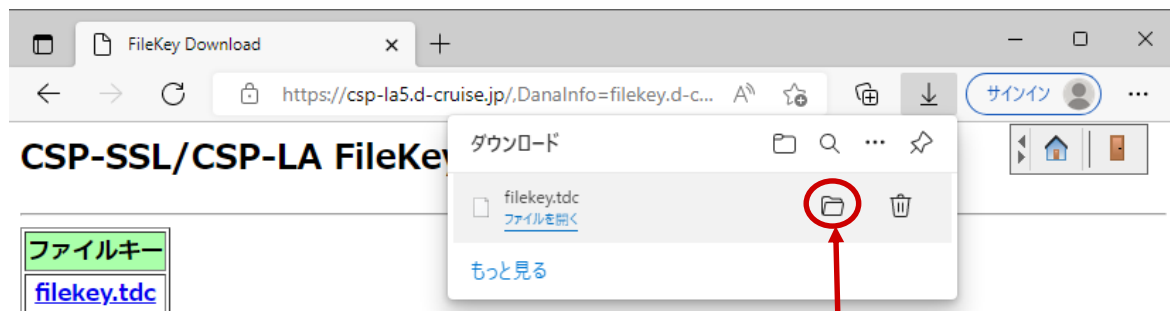 FileKey Download
https://csp-la5.d-cruise.jp/,DanaInfo=filekey.d-c...
サインイン
CSP-SSL/CSP-LA FileKey
ダウンロード
filekey.tdc
ファイルを開く
もっと見る
ファイルキー
filekey.tdc